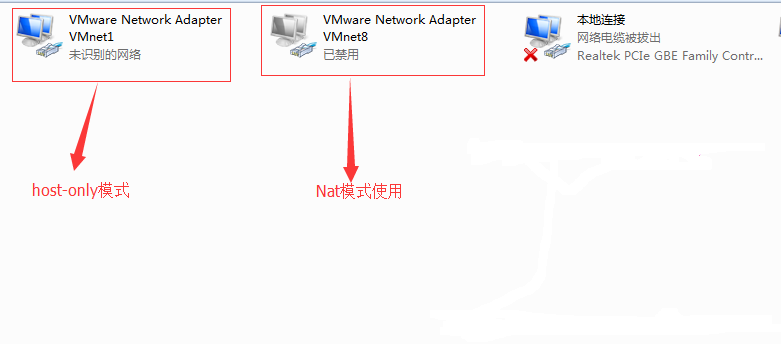 VMware Network Adapter
VMnet1
未识别的网络
VMware Network Adapter
VMnet8
已禁用
本地连接
网络电缆被拔出
Realtek PCIe GBE Family Contr...
host-only模式
Nat模式使用